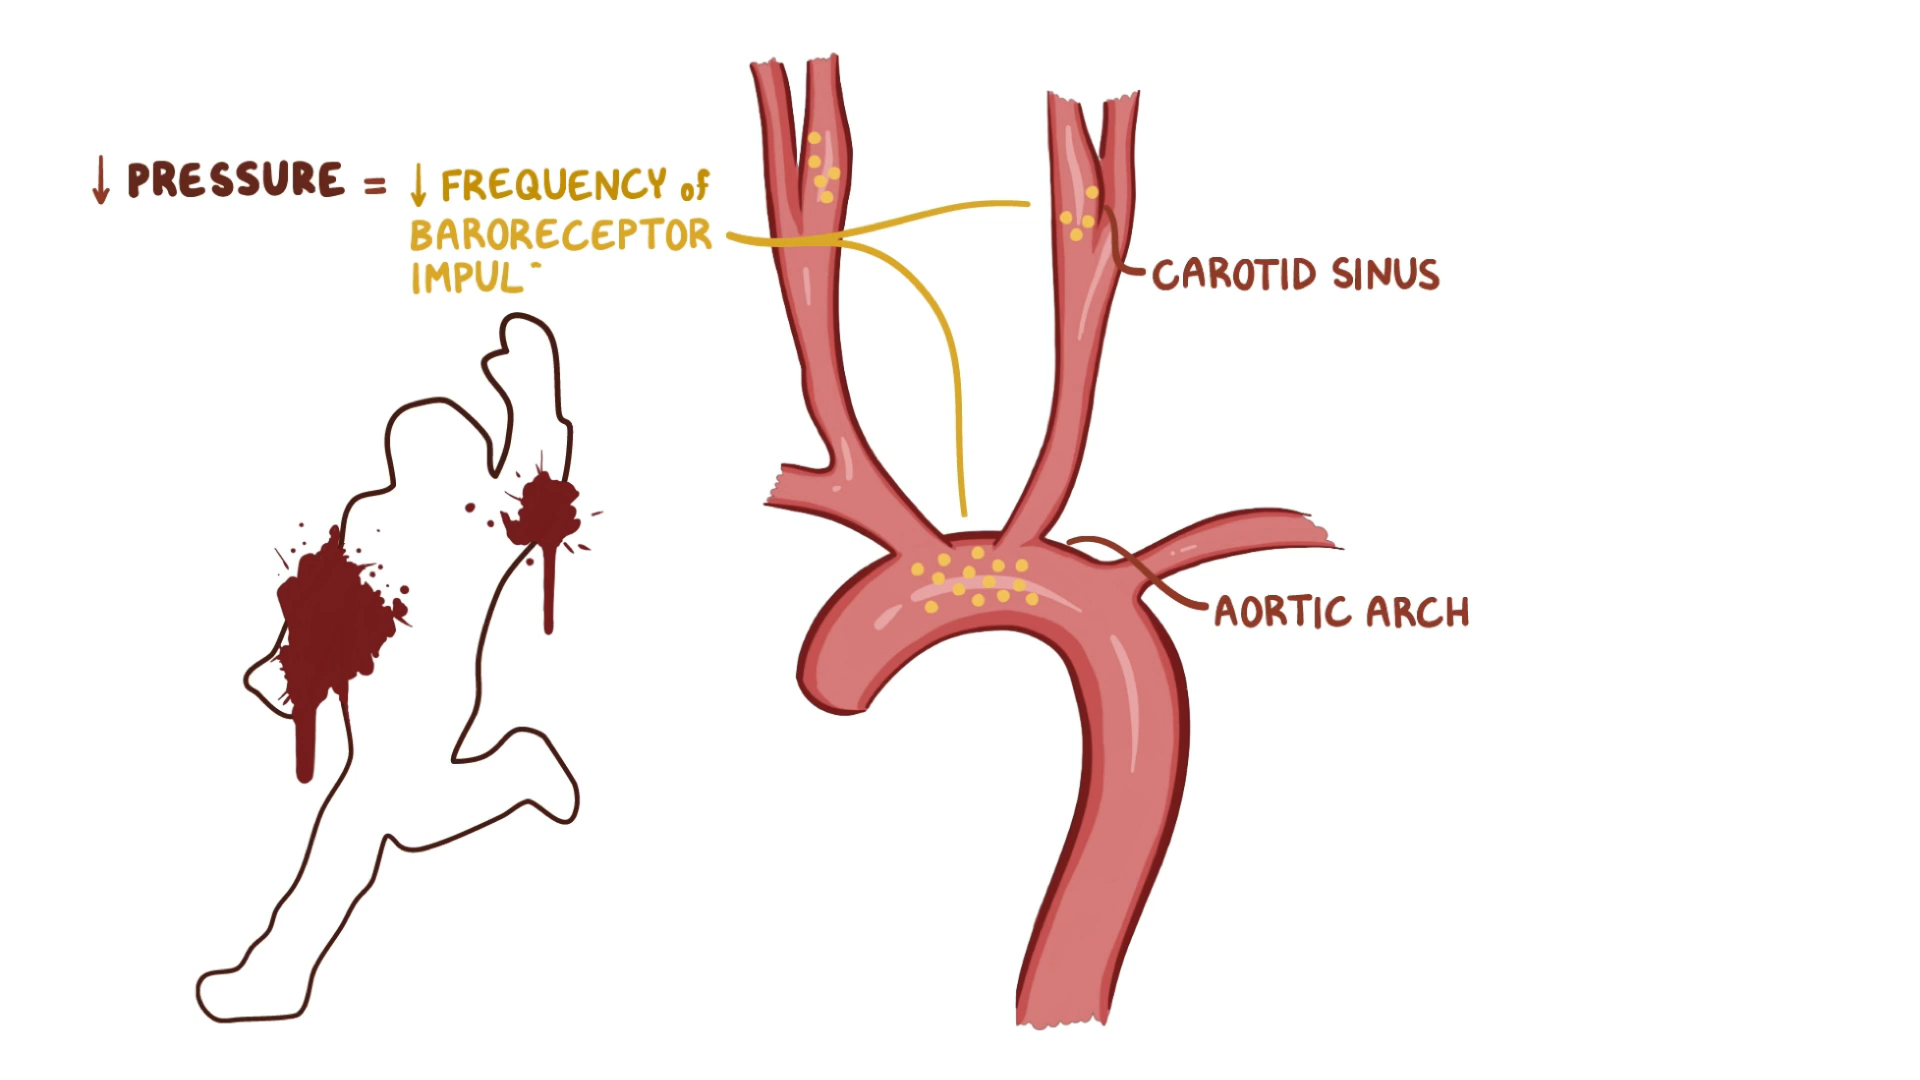 ↓ PRESSURE = ↓ FREQUENCY of
BARORECEPTOR
IMPUL
CAROTID SINUS
AORTIC ARCH